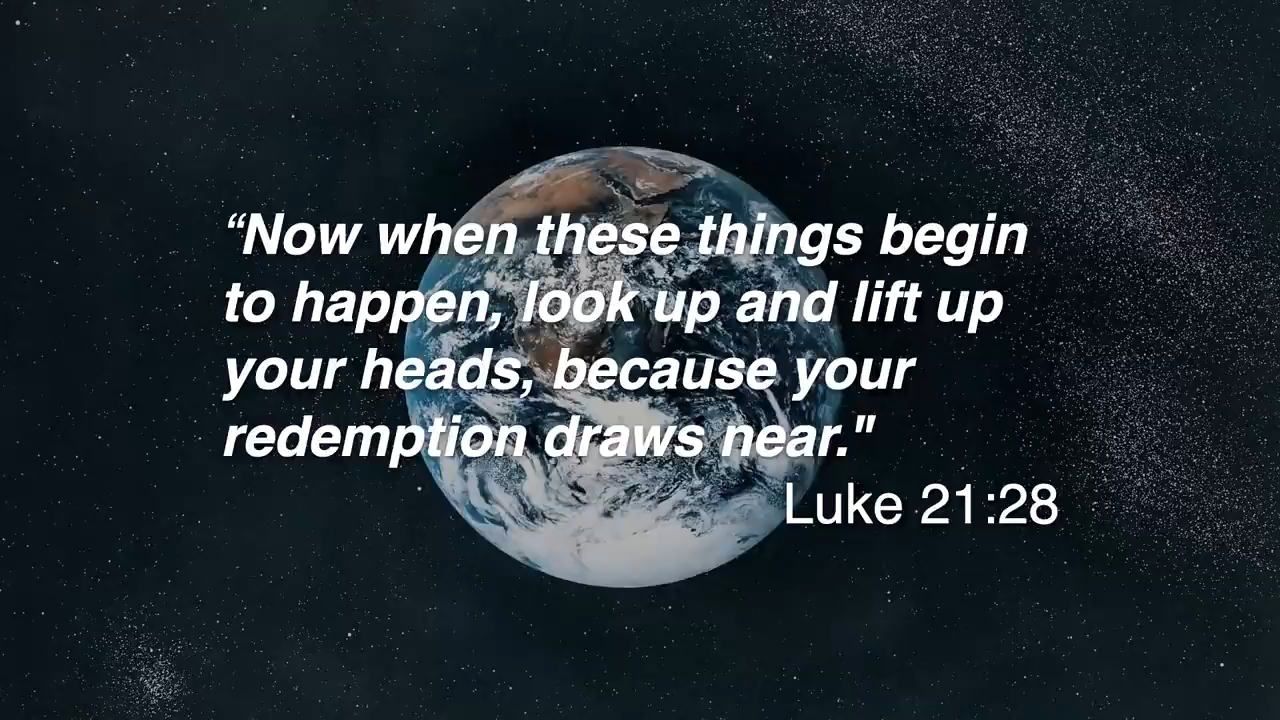 “Now when these things begin
to happen, look up and lift up
your heads, because your
redemption draws near."
Luke 21:28